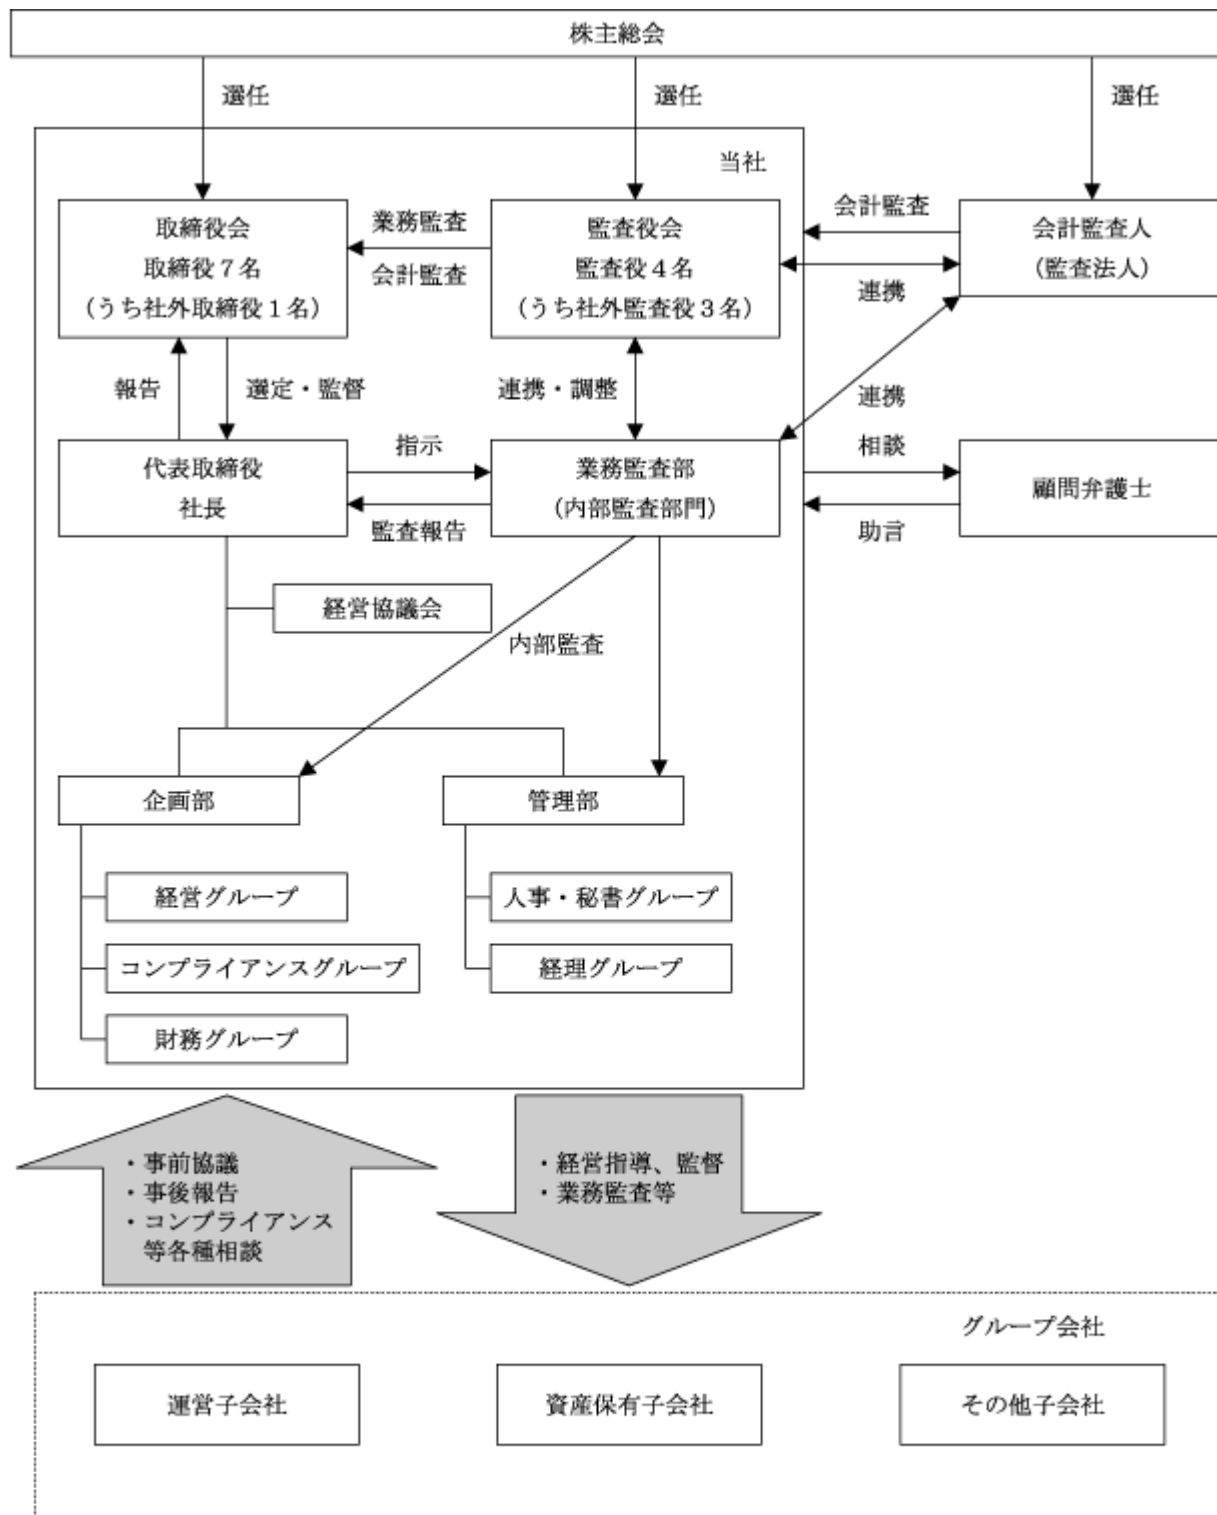 株主総会
選任
選任
選任
当社
取締役会
取締役7名
(うち社外取締役1名)
業務監査
会計監査
監査役会
監査役4名
(うち社外監査役3名)
会計監査
連携
会計監査人
(監査法人)
報告
選定・監督
連携・調整
連携
代表取締役
社長
指示
監査報告
業務監査部
(内部監査部門)
相談
助言
顧問弁護士
経営協議会
内部監査
企画部
管理部
経営グループ
コンプライアンスグループ
財務グループ
人事・秘書グループ
経理グループ
・事前協議
・事後報告
・コンプライアンス
等各種相談
・経営指導、監督
・業務監査等
グループ会社
運営子会社
資産保有子会社
その他子会社